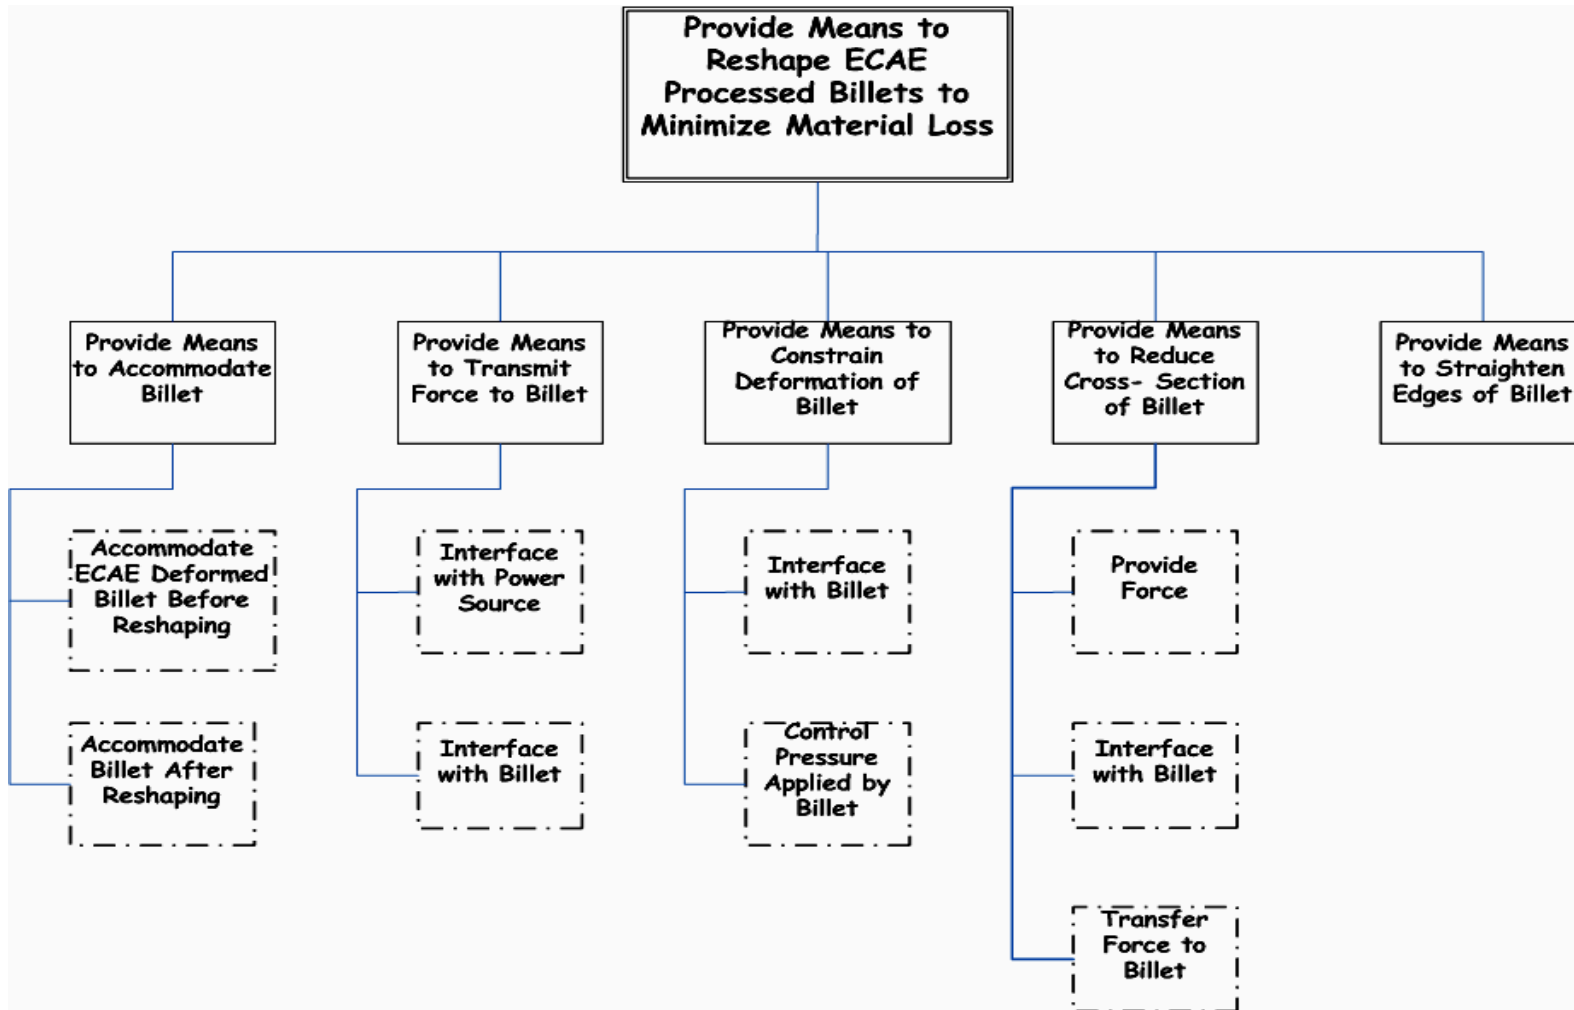 Provide Means to
Reshape ECAE
Processed Billets to
Minimize Material Loss
Provide Means
to Accommodate
Billet
Provide Means
to Transmit
Force to Billet
Provide Means to
Constrain
Deformation of
Billet
Provide Means
to Reduce
Cross- Section
of Billet
Provide Means
to Straighten
Edges of Billet
Accommodate
ECAE Deformed
Billet Before
Reshaping
Interface
with Power
Source
Interface
with Billet
Provide
Force
Accommodate
Billet After
Reshaping
Interface
with Billet
Control
Pressure
Applied by
Billet
Interface
with Billet
Transfer
Force to
Billet